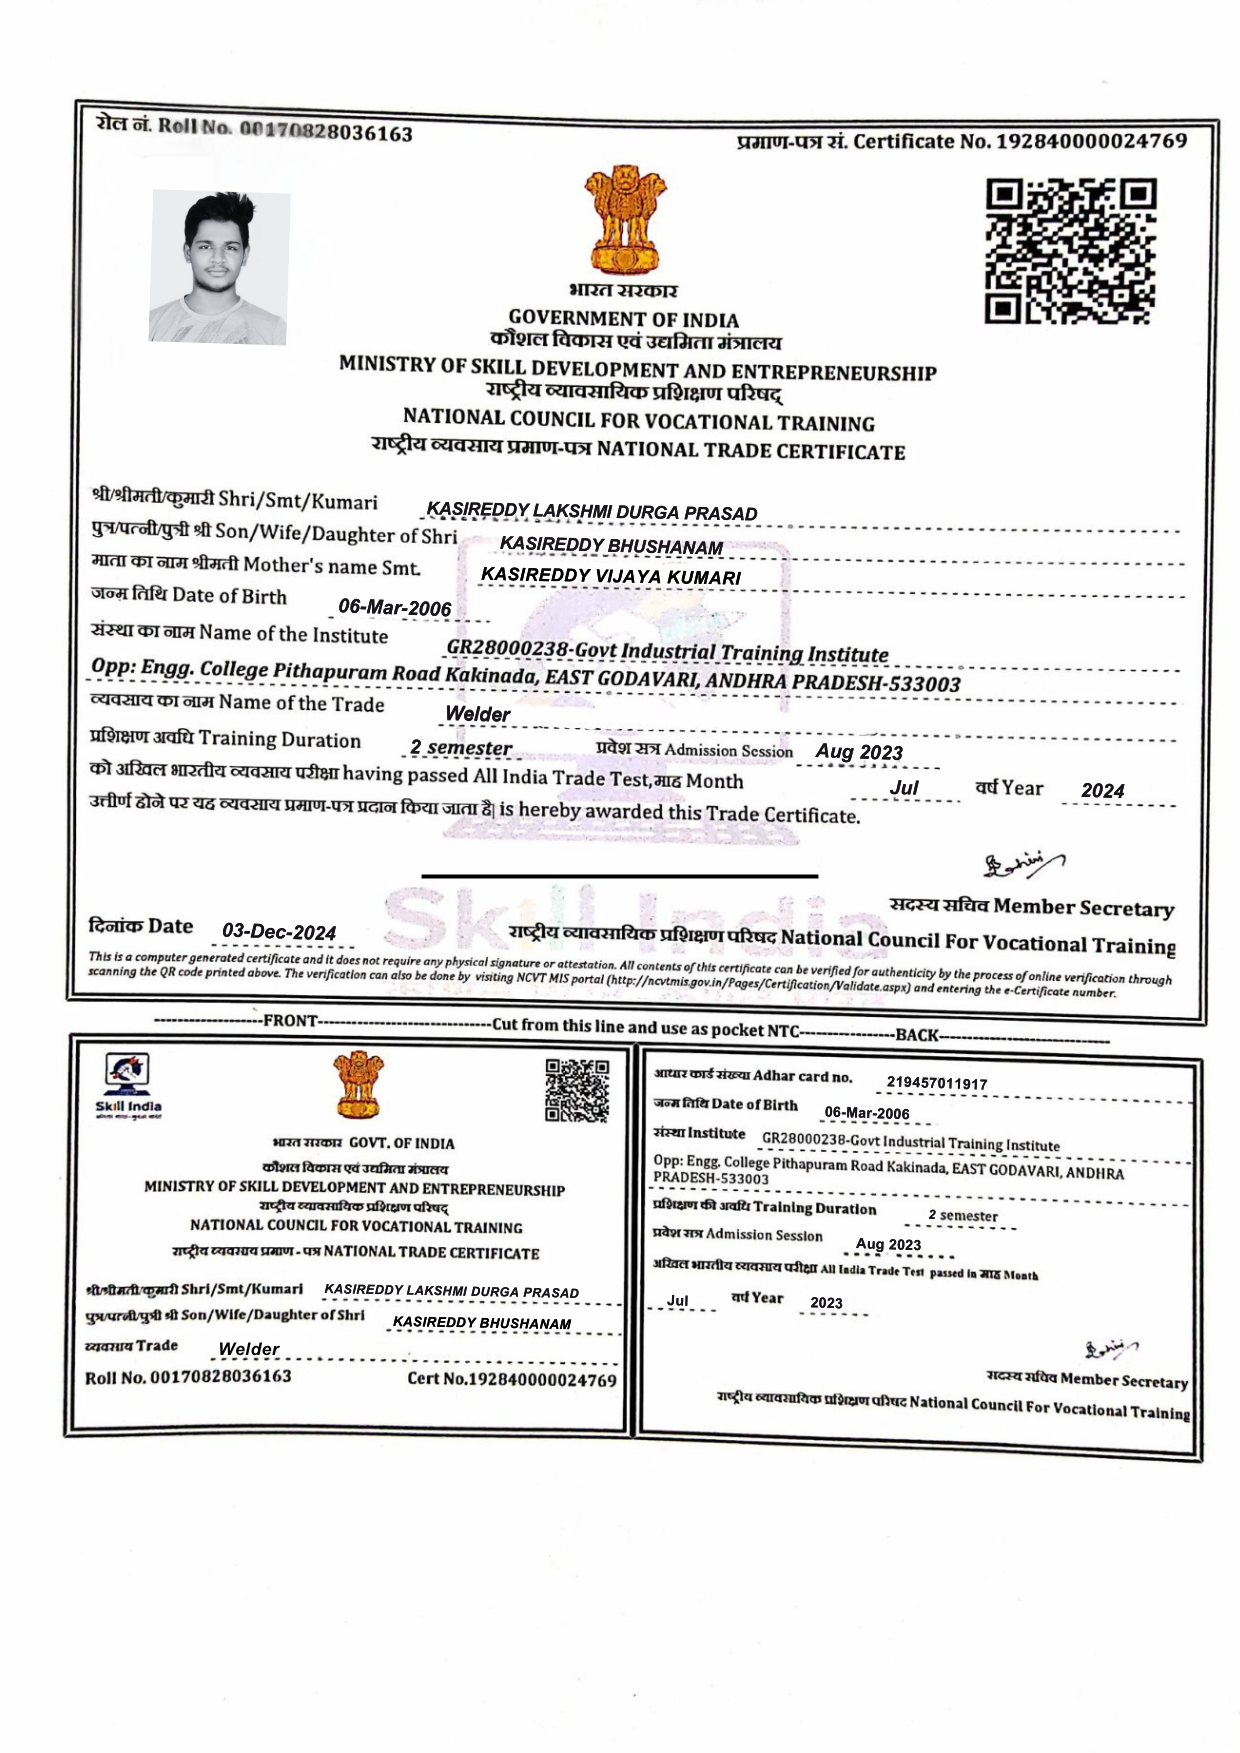 रोल नं. Roll No. 00170828036163
प्रमाण-पत्र सं. Certificate No. 192840000024769
भारत सरकार
GOVERNMENT OF INDIA
कौशल विकास एवं उद्यमिता मंत्रालय
MINISTRY OF SKILL DEVELOPMENT AND ENTREPRENEURSHIP
राष्ट्रीय व्यावसायिक प्रशिक्षण परिषद्
NATIONAL COUNCIL FOR VOCATIONAL TRAINING
राष्ट्रीय व्यवसाय प्रमाण-पत्र NATIONAL TRADE CERTIFICATE
श्री/श्रीमती/कुमारी Shri/Smt/Kumari KASIREDDY LAKSHMI DURGA PRASAD
पुत्र/पत्नी/पुत्री श्री Son/Wife/Daughter of Shri KASIREDDY BHUSHANAM
माता का नाम श्रीमती Mother's name Smt. KASIREDDY VIJAYA KUMARI
जन्म तिथि Date of Birth 06-Mar-2006
संस्था का नाम Name of the Institute GR28000238-Govt Industrial Training Institute
Opp: Engg. College Pithapuram Road Kakinada, EAST GODAVARI, ANDHRA PRADESH-533003
व्यवसाय का नाम Name of the Trade Welder
प्रशिक्षण अवधि Training Duration 2 semester प्रवेश सत्र Admission Session Aug 2023
को अखिल भारतीय व्यवसाय परीक्षा having passed All India Trade Test, माह Month Jul वर्ष Year 2024
उत्तीर्ण होने पर यह व्यवसाय प्रमाण-पत्र प्रदान किया जाता है| is hereby awarded this Trade Certificate.
Skill India
सदस्य सचिव Member Secretary
दिनांक Date 03-Dec-2024 राष्ट्रीय व्यावसायिक प्रशिक्षण परिषद National Council For Vocational Training
This is a computer generated certificate and it does not require any physical signature or attestation. All contents of this certificate can be verified for authenticity by the process of online verification through
scanning the QR code printed above. The verification can also be done by visiting NCVT MIS portal (http://ncvtmis.gov.in/Pages/Certification/Validate.aspx) and entering the e-Certificate number.
--------------------FRONT--------------------------------Cut from this line and use as pocket NTC------------------BACK--------------------------------
Skill India
भारत सरकार GOVT. OF INDIA
कौशल विकास एवं उद्यमिता मंत्रालय
MINISTRY OF SKILL DEVELOPMENT AND ENTREPRENEURSHIP
राष्ट्रीय व्यावसायिक प्रशिक्षण परिषद्
NATIONAL COUNCIL FOR VOCATIONAL TRAINING
राष्ट्रीय व्यवसाय प्रमाण - पत्र NATIONAL TRADE CERTIFICATE
श्री/श्रीमती/कुमारी Shri/Smt/Kumari KASIREDDY LAKSHMI DURGA PRASAD
पुत्र/पत्नी/पुत्री श्री Son/Wife/Daughter of Shri KASIREDDY BHUSHANAM
व्यवसाय Trade Welder
Roll No. 00170828036163 Cert No.192840000024769
आधार कार्ड संख्या Adhar card no. 219457011917
जन्म तिथि Date of Birth 06-Mar-2006
संस्था Institute GR28000238-Govt Industrial Training Institute
Opp: Engg. College Pithapuram Road Kakinada, EAST GODAVARI, ANDHRA
PRADESH-533003
प्रशिक्षण की अवधि Training Duration 2 semester
प्रवेश सत्र Admission Session Aug 2023
अखिल भारतीय व्यवसाय परीक्षा All India Trade Test passed in माह Month
Jul वर्ष Year 2023
सदस्य सचिव Member Secretary
राष्ट्रीय व्यावसायिक प्रशिक्षण परिषद National Council For Vocational Training